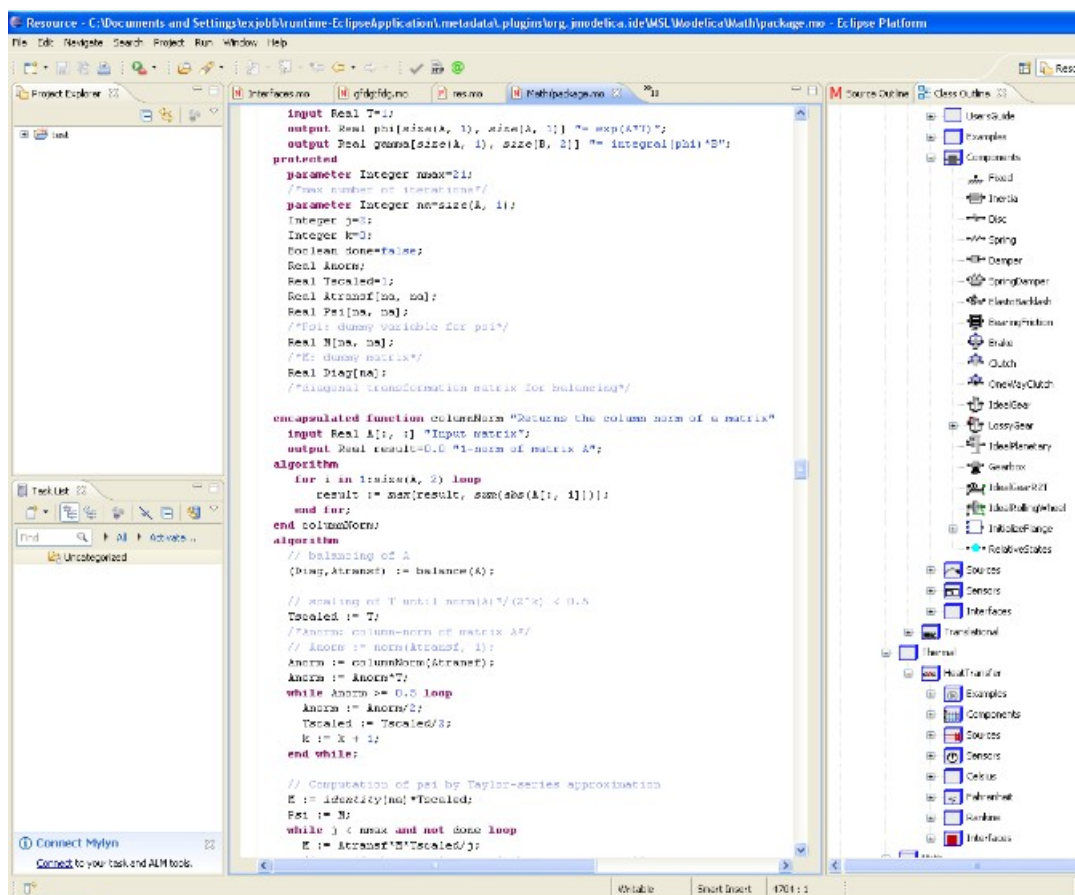 Resource - C:\Documents and Settings\exjobb\runtime-EclipseApplication\.metadata\.plugins\org.jmodelica.ide\MSL\Modelica\Math\package.mo - Eclipse Platform
File Edit Navigate Search Project Run Window Help
Reso
Project Explorer
test
Interfaces.mo gfdgtfdg.mo res.mo Math/package.mo
input Real T=1;
output Real phi[size(A, 1), size(A, 1)] "= exp(A*T)";
output Real gamma[size(A, 1), size(B, 2)] "= integral(phi)*B";
protected
parameter Integer nmax=21;
/*max number of iterations*/
parameter Integer na=size(A, 1);
Integer j=2;
Integer k=0;
Boolean done=false;
Real Anorm;
Real Tscaled=1;
Real Atransf[na, na];
Real Psi[na, na];
/*Psi: dummy variable for psi*/
Real M[na, na];
/*M: dummy matrix*/
Real Diag[na];
/*diagonal transformation matrix for balancing*/
encapsulated function columnNorm "Returns the column norm of a matrix"
input Real A[:, :] "Input matrix";
output Real result=0.0 "1-norm of matrix A";
algorithm
for i in 1:size(A, 2) loop
result := max(result, sum(abs(A[:, i])));
end for;
end columnNorm;
algorithm
// balancing of A
(Diag,Atransf) := balance(A);
// scaling of T until norm(A)*/(2^k) < 0.5
Tscaled := T;
/*Anorm: column-norm of matrix A*/
// Anorm := norm(Atransf, 1);
Anorm := columnNorm(Atransf);
Anorm := Anorm*T;
while Anorm >= 0.5 loop
Anorm := Anorm/2;
Tscaled := Tscaled/2;
k := k + 1;
end while;
// Computation of psi by Taylor-series approximation
M := identity(na)*Tscaled;
Psi := M;
while j < nmax and not done loop
M := Atransf*M*Tscaled/j;
Task List
Find All Activate...
Uncategorized
Connect Mylyn
Connect to your task and ALM tools.
Source Outline Class Outline
UsersGuide
Examples
Components
Fixed
Inertia
Disc
Spring
Damper
SpringDamper
ElastoBacklash
BearingFriction
Brake
Clutch
OneWayClutch
IdealGear
LossyGear
IdealPlanetary
Gearbox
IdealGearR2T
IdealRollingWheel
InitializeFlange
RelativeStates
Sources
Sensors
Interfaces
Translational
Thermal
HeatTransfer
Examples
Components
Sources
Sensors
Celsius
Fahrenheit
Rankine
Interfaces
Writable Smart Insert 4704 : 1